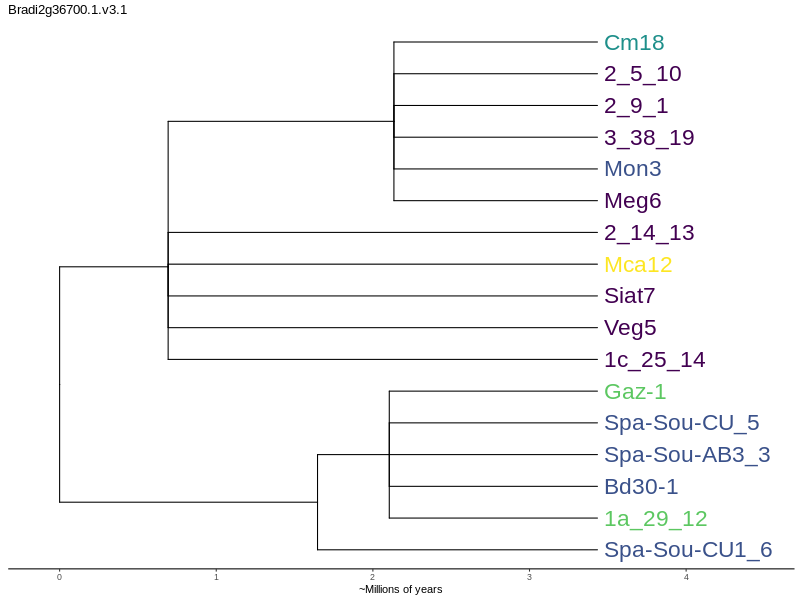 Bradi2g36700.1.v3.1
Cm18
2_5_10
2_9_1
3_38_19
Mon3
Meg6
2_14_13
Mca12
Siat7
Veg5
1c_25_14
Gaz-1
Spa-Sou-CU_5
Spa-Sou-AB3_3
Bd30-1
1a_29_12
Spa-Sou-CU1_6
0 1 2 3 4
~Millions of years